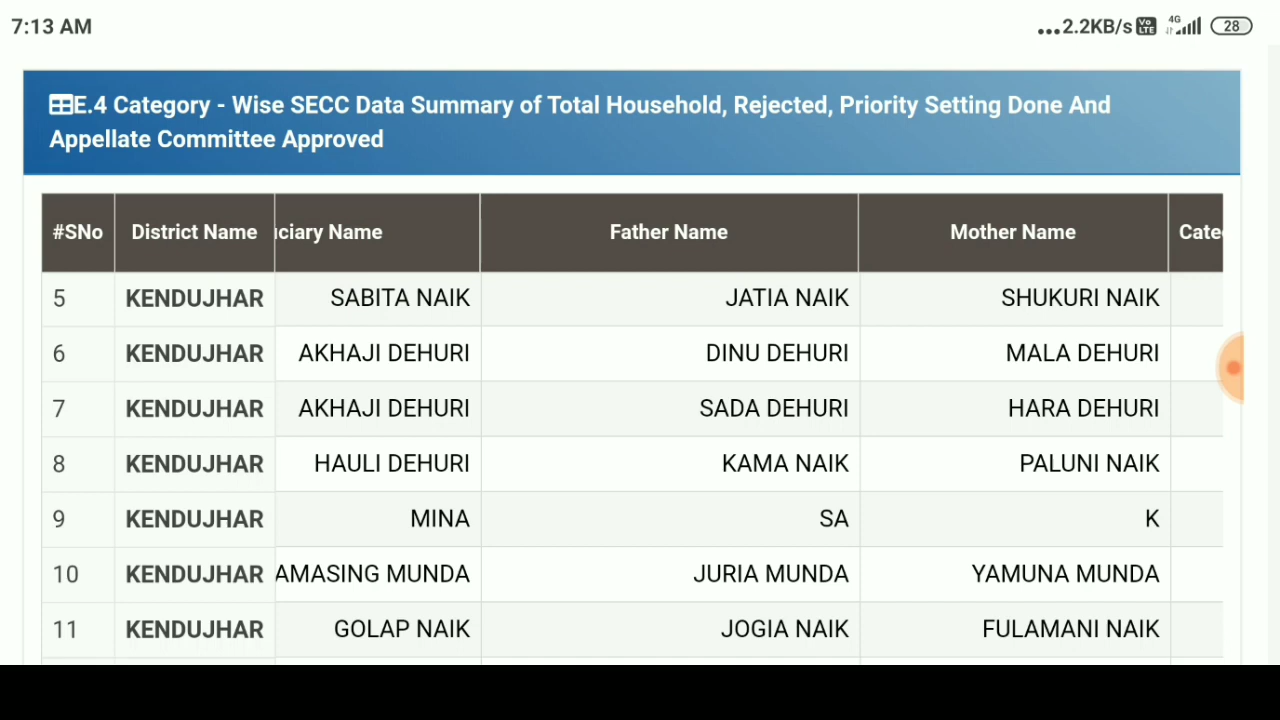 7:13 AM
...2.2KB/s Vo LTE 4G 28
E.4 Category - Wise SECC Data Summary of Total Household, Rejected, Priority Setting Done And
Appellate Committee Approved
#SNo District Name ciary Name Father Name Mother Name Cate
5 KENDUJHAR SABITA NAIK JATIA NAIK SHUKURI NAIK
6 KENDUJHAR AKHAJI DEHURI DINU DEHURI MALA DEHURI
7 KENDUJHAR AKHAJI DEHURI SADA DEHURI HARA DEHURI
8 KENDUJHAR HAULI DEHURI KAMA NAIK PALUNI NAIK
9 KENDUJHAR MINA SA K
10 KENDUJHAR AMASING MUNDA JURIA MUNDA YAMUNA MUNDA
11 KENDUJHAR GOLAP NAIK JOGIA NAIK FULAMANI NAIK